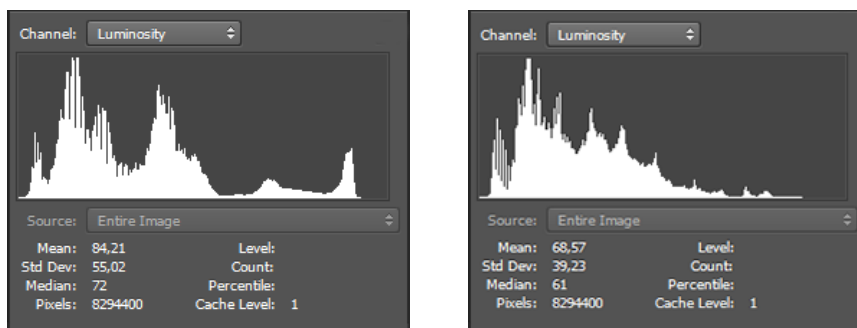 Channel: Luminosity
Source: Entire Image
Mean: 84,21 Level:
Std Dev: 55,02 Count:
Median: 72 Percentile:
Pixels: 8294400 Cache Level: 1
Channel: Luminosity
Source: Entire Image
Mean: 68,57 Level:
Std Dev: 39,23 Count:
Median: 61 Percentile:
Pixels: 8294400 Cache Level: 1